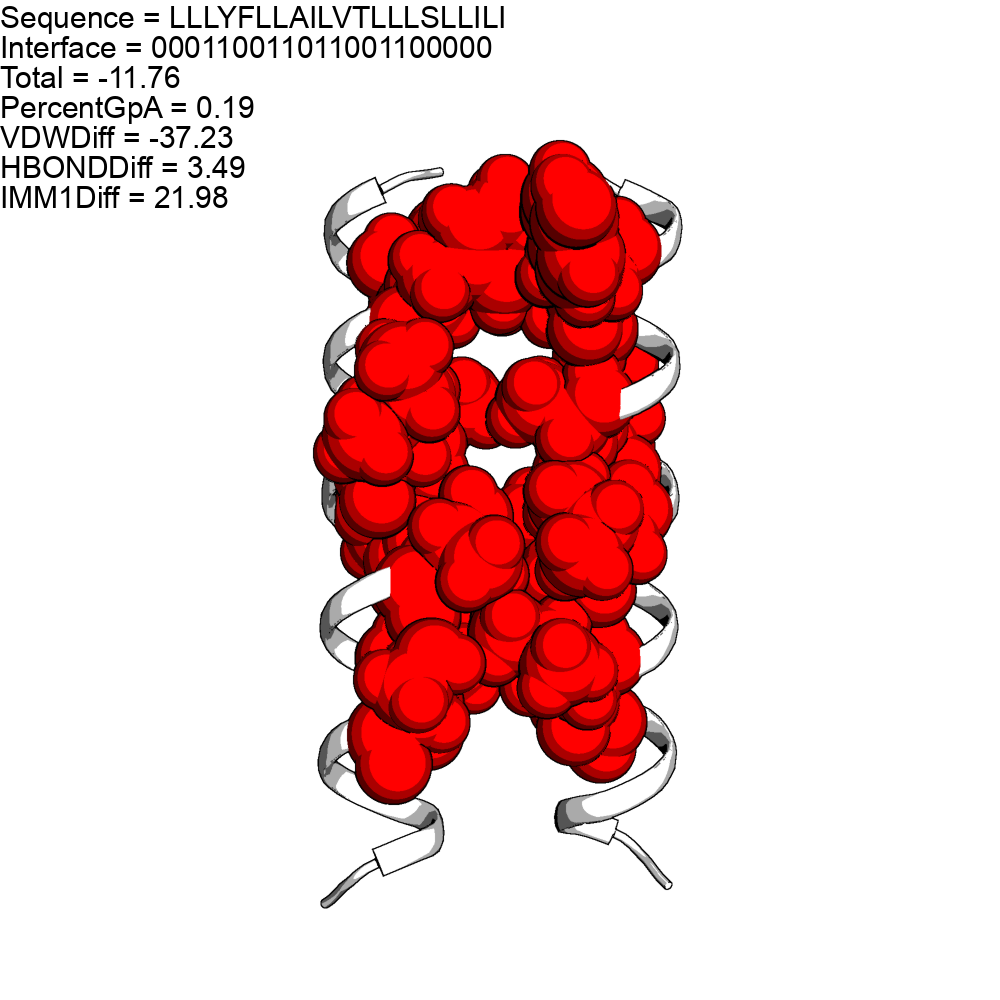 Sequence = LLLYFLLAILVTLLLSLLILI
Interface = 000110011011001100000
Total = -11.76
PercentGpA = 0.19
VDWDiff = -37.23
HBONDDiff = 3.49
IMM1Diff = 21.98